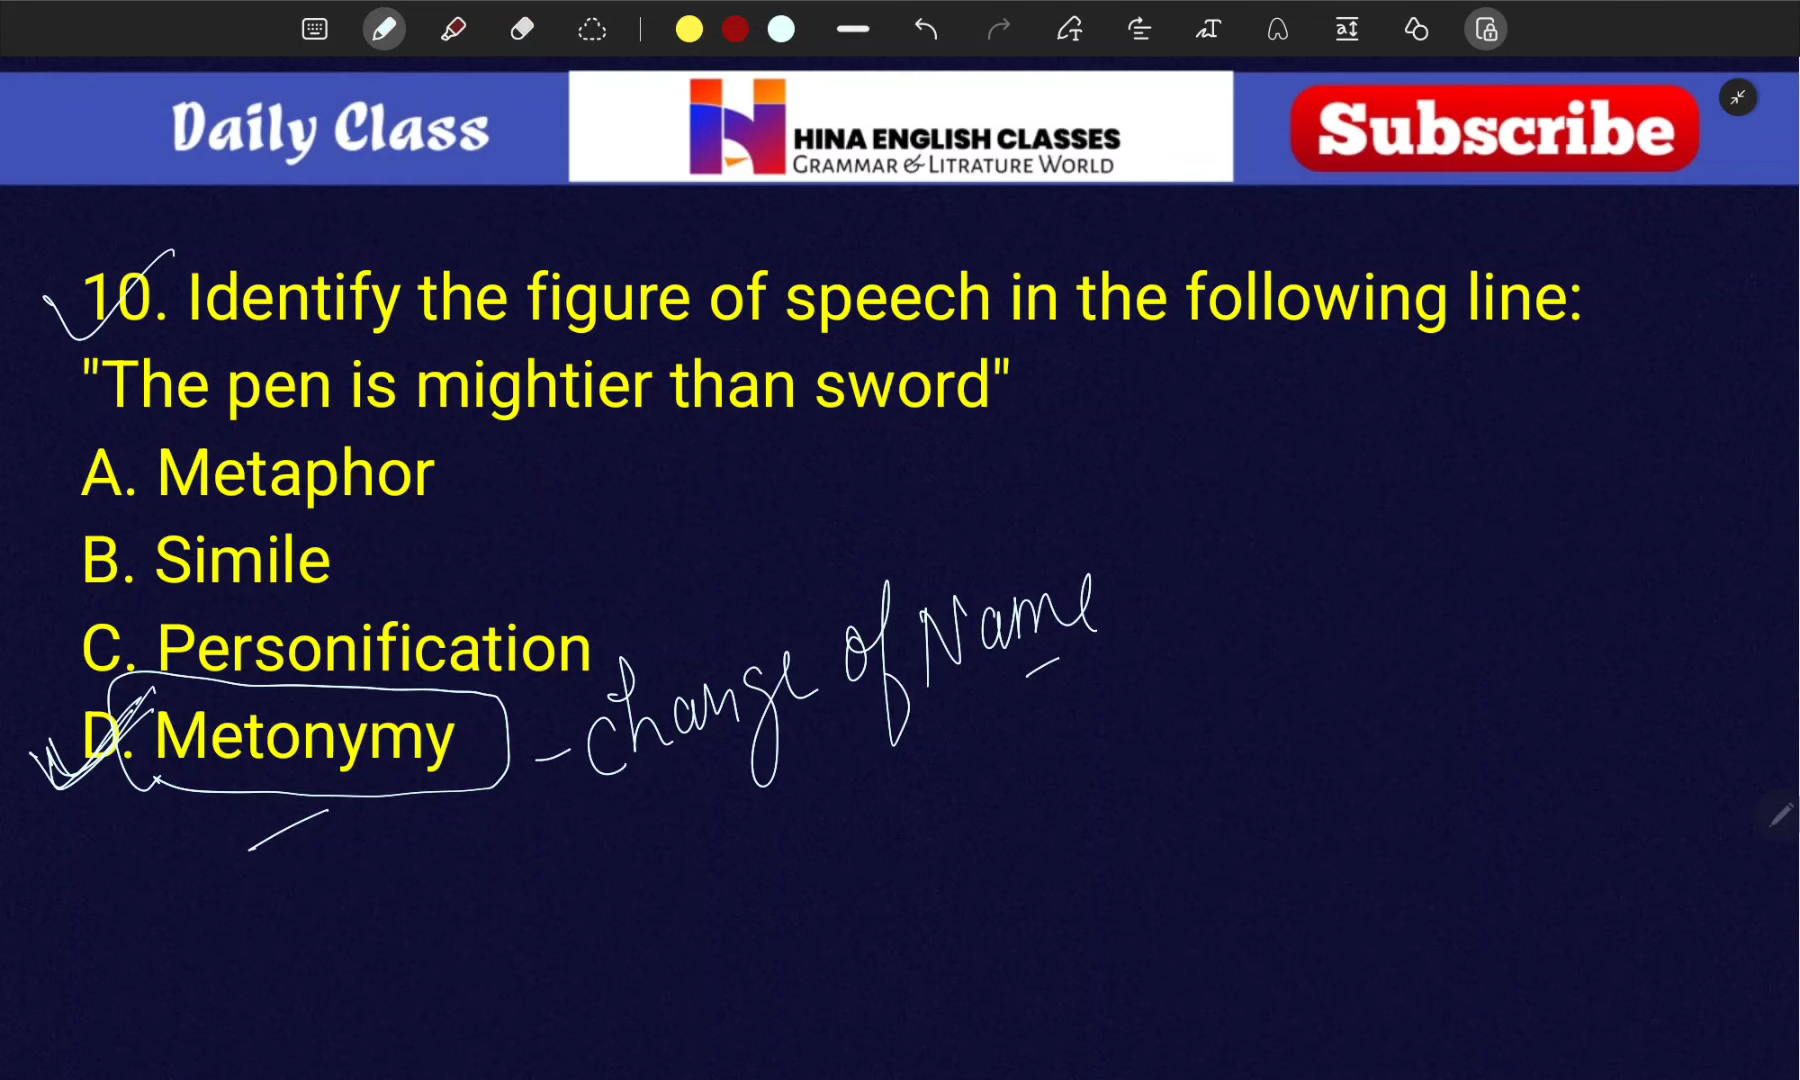 Daily Class
HINA ENGLISH CLASSES
GRAMMAR & LITRATURE WORLD
Subscribe
10. Identify the figure of speech in the following line:
"The pen is mightier than sword"
A. Metaphor
B. Simile
C. Personification
D. Metonymy
- Change of Name